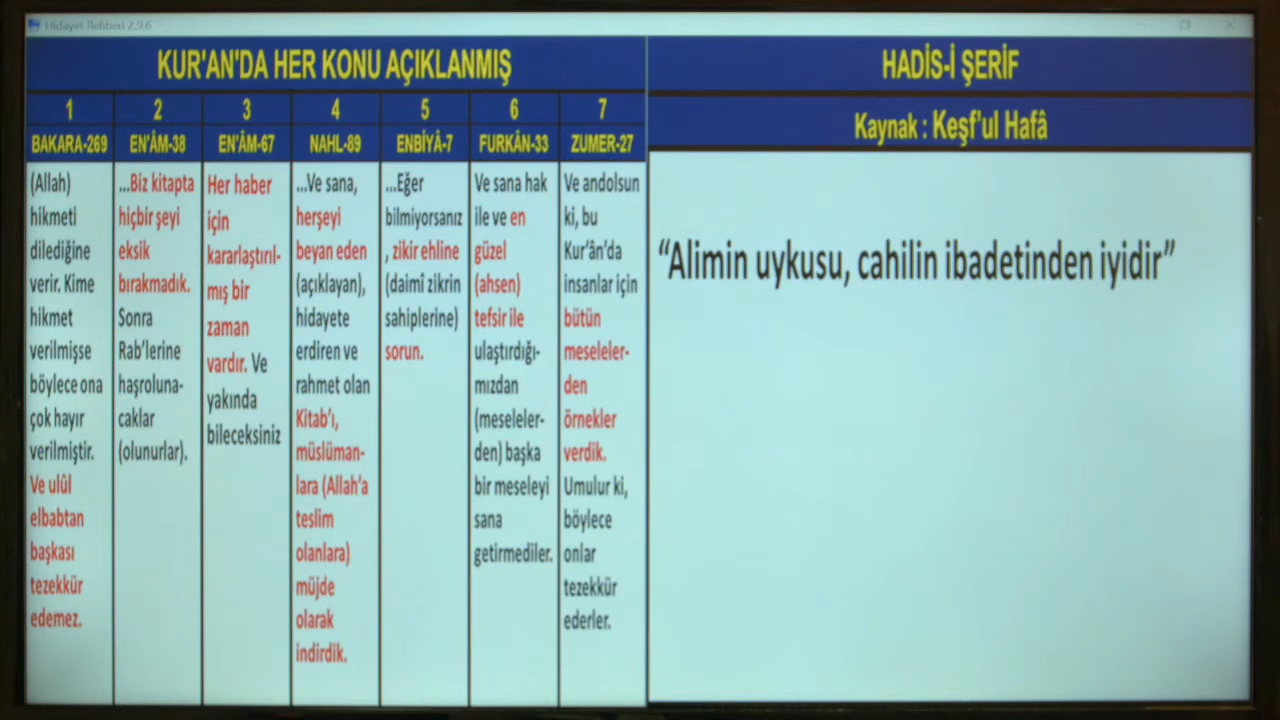 Hidayet Rehberi 2.9.6
KUR'AN'DA HER KONU AÇIKLANMIŞ
1
BAKARA-269
(Allah)
hikmeti
dilediğine
verir. Kime
hikmet
verilmişse
böylece ona
çok hayır
verilmiştir.
Ve ulûl
elbabtan
başkası
tezekkür
edemez.
2
EN'ÂM-38
...Biz kitapta
hiçbir şeyi
eksik
bırakmadık.
Sonra
Rab'lerine
haşroluna-
caklar
(olunurlar).
3
EN'ÂM-67
Her haber
için
kararlaştırıl-
mış bir
zaman
vardır. Ve
yakında
bileceksiniz
4
NAHL-89
...Ve sana,
herşeyi
beyan eden
(açıklayan),
hidayete
erdiren ve
rahmet olan
Kitab'ı,
müslüman-
lara (Allah'a
teslim
olanlara)
müjde
olarak
indirdik.
5
ENBİYÂ-7
...Eğer
bilmiyorsanız
, zikir ehline
(daimî zikrin
sahiplerine)
sorun.
6
FURKÂN-33
Ve sana hak
ile ve en
güzel
(ahsen)
tefsir ile
ulaştırdığı-
mızdan
(meseleler-
den) başka
bir meseleyi
sana
getirmediler.
7
ZUMER-27
Ve andolsun
ki, bu
Kur'ân'da
insanlar için
bütün
meseleler-
den
örnekler
verdik.
Umulur ki,
böylece
onlar
tezekkür
ederler.
HADİS-İ ŞERİF
Kaynak : Keşf'ul Hafâ
“Alimin uykusu, cahilin ibadetinden iyidir”